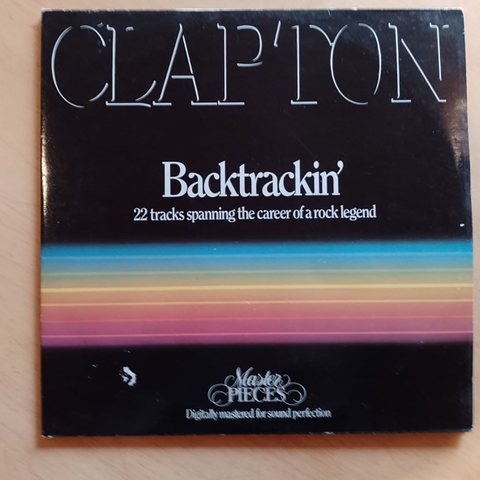 CLAPTON
Backtrackin'
22 tracks spanning the career of a rock legend
Master
PIECES
Digitally mastered for sound perfection